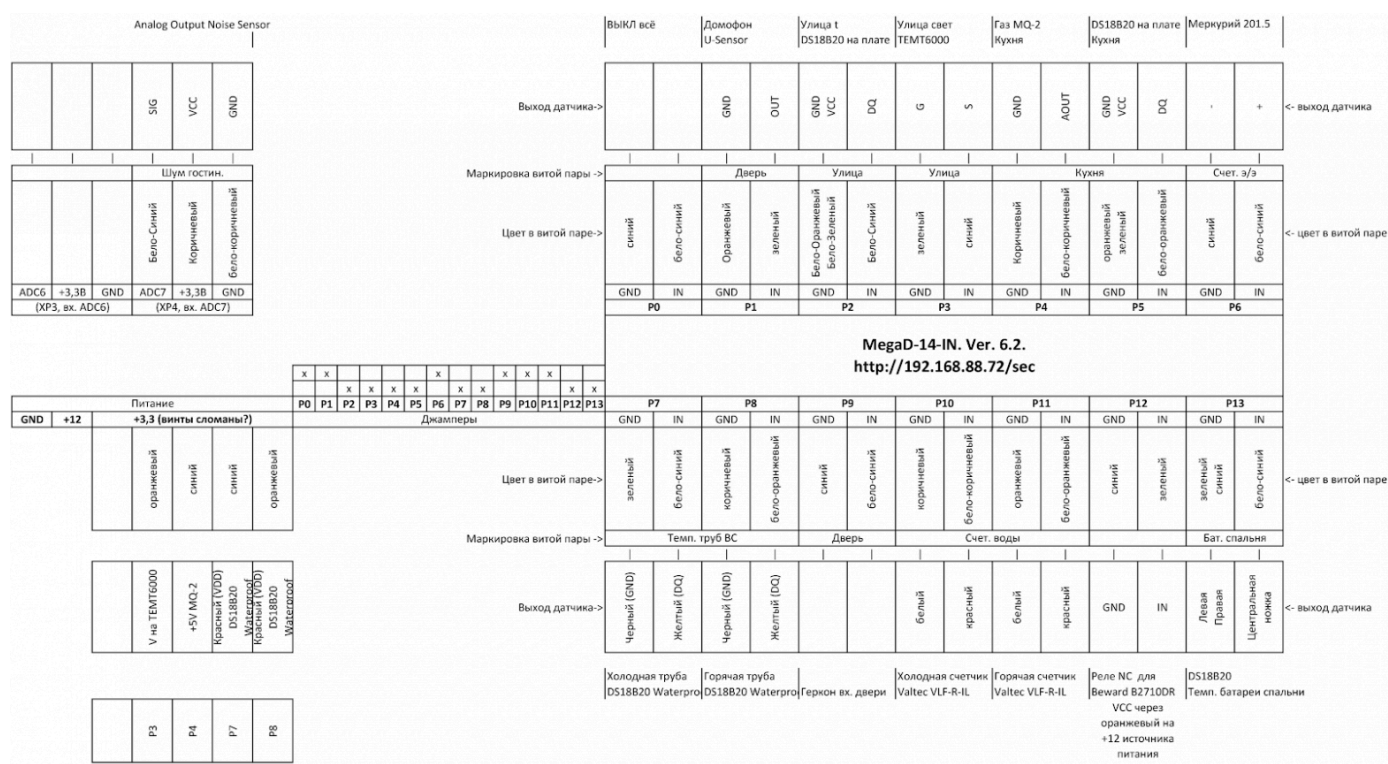 Analog Output Noise Sensor
ВЫКЛ всё Домофон Улица t Улица свет Газ MQ-2 DS18B20 на плате Меркурий 201.5
U-Sensor DS18B20 на плате TEMT6000 Кухня Кухня
SIG VCC GND Выход датчика-> GND OUT GND VCC DQ G S GND AOUT GND VCC DQ - + <- выход датчика
Шум гостин. Маркировка витой пары -> Дверь Улица Улица Кухня Счет. э/э
Бело-Синий Коричневый бело-коричневый Цвет в витой паре-> синий бело-синий Оранжевый зеленый Бело-Оранжевый Бело-Зеленый Бело-Синий зеленый синий Коричневый бело-коричневый оранжевый зеленый бело-оранжевый синий бело-синий <- цвет в витой паре
ADC6 +3,3В GND ADC7 +3,3В GND GND IN GND IN GND IN GND IN GND IN GND IN GND IN
(XP3, вх. ADC6) (XP4, вх. ADC7) P0 P1 P2 P3 P4 P5 P6
MegaD-14-IN. Ver. 6.2.
http://192.168.88.72/sec
x x x x x x
x x x x x x x x
Питание P0 P1 P2 P3 P4 P5 P6 P7 P8 P9 P10 P11 P12 P13 P7 P8 P9 P10 P11 P12 P13
GND +12 +3,3 (винты сломаны?) Джамперы GND IN GND IN GND IN GND IN GND IN GND IN GND IN
оранжевый синий синий оранжевый Цвет в витой паре-> зеленый бело-синий коричневый бело-оранжевый синий бело-синий коричневый бело-коричневый оранжевый бело-оранжевый синий зеленый зеленый синий бело-синий <- цвет в витой паре
Маркировка витой пары -> Темп. труб ВС Дверь Счет. воды Бат. спальня
V на TEMT6000 +5V MQ-2 Красный (VDD) DS18B20 Waterproof Красный (VDD) DS18B20 Waterproof Выход датчика-> Черный (GND) Желтый (DQ) Черный (GND) Желтый (DQ) белый красный белый красный GND IN Левая Правая Центральная ножка <- выход датчика
Холодная труба Горячая труба Холодная счетчик Горячая счетчик Реле NC для DS18B20
DS18B20 Waterpro DS18B20 Waterpro Геркон вх. двери Valtec VLF-R-IL Valtec VLF-R-IL Beward B2710DR Темп. батареи спальни
P3 P4 P7 P8 VCC через
оранжевый на
+12 источника
питания